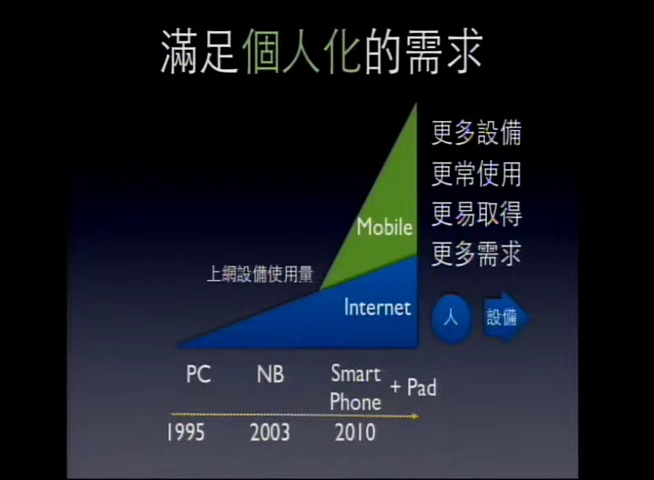 滿足個人化的需求
更多設備
更常使用
更易取得
更多需求
Mobile
上網設備使用量
Internet
人 設備
PC NB Smart Phone + Pad
1995 2003 2010